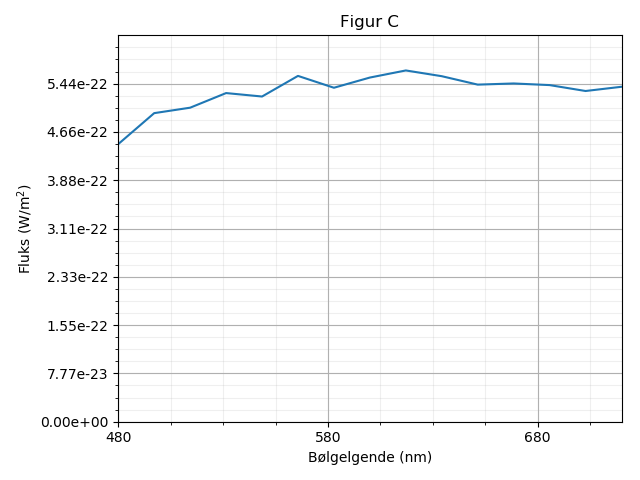 Figur C
Fluks (W/m²)
5.44e-22
4.66e-22
3.88e-22
3.11e-22
2.33e-22
1.55e-22
7.77e-23
0.00e+00
480 580 680
Bølgelgende (nm)